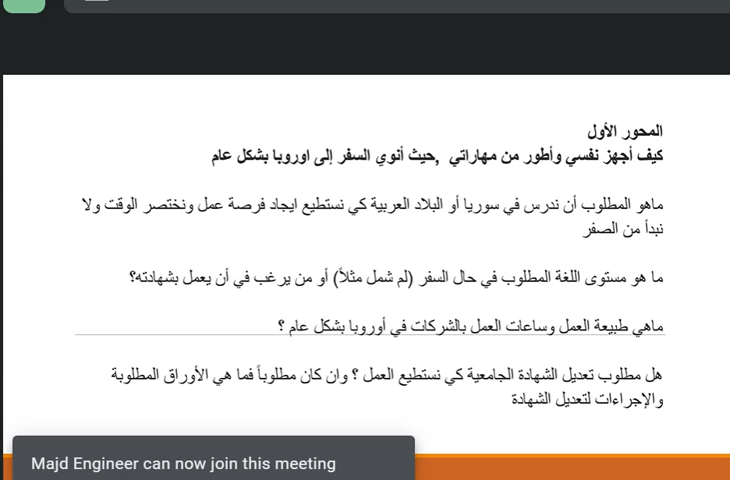 المحور الأول
كيف أجهز نفسي وأطور من مهاراتي ,حيث أنوي السفر إلى اوروبا بشكل عام
ماهو المطلوب أن ندرس في سوريا أو البلاد العربية كي نستطيع ايجاد فرصة عمل ونختصر الوقت ولا
نبدأ من الصفر
ما هو مستوى اللغة المطلوب في حال السفر (لم شمل مثلاً) أو من يرغب في أن يعمل بشهادته؟
ماهي طبيعة العمل وساعات العمل بالشركات في أوروبا بشكل عام ؟
هل مطلوب تعديل الشهادة الجامعية كي نستطيع العمل ؟ وان كان مطلوباً فما هي الأوراق المطلوبة
والإجراءات لتعديل الشهادة
Majd Engineer can now join this meeting